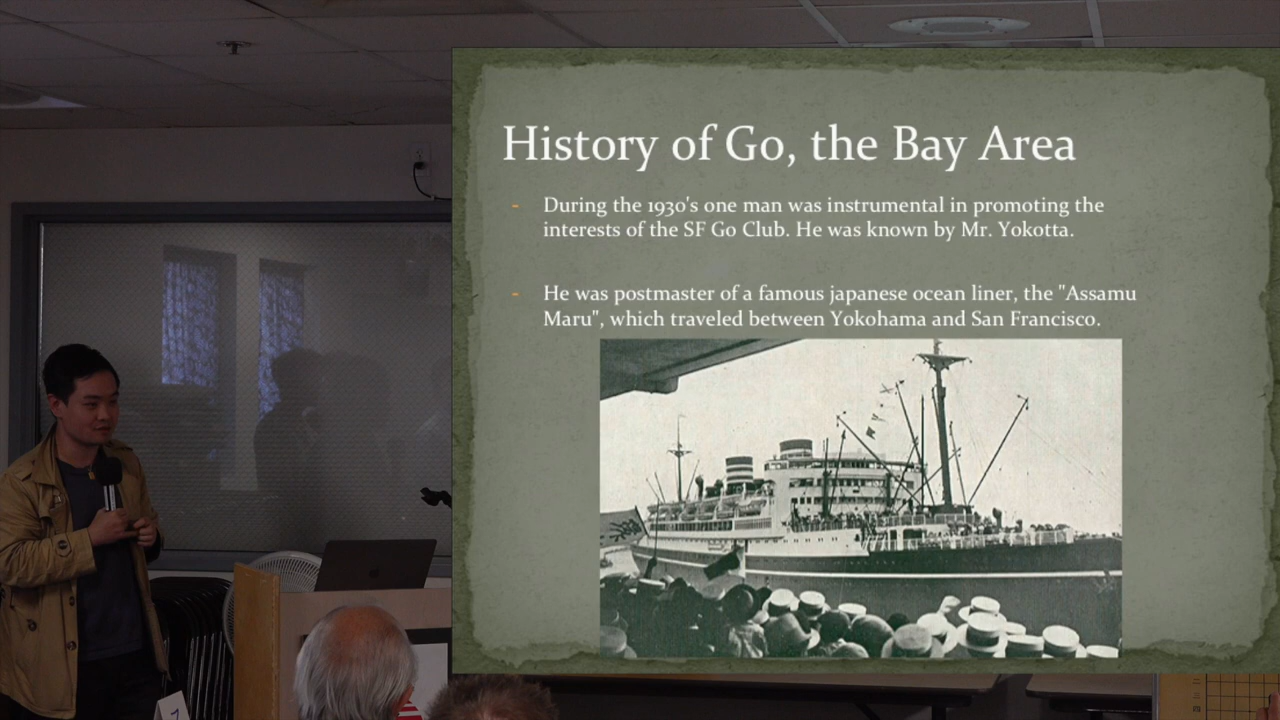 History of Go, the Bay Area
- During the 1930's one man was instrumental in promoting the
interests of the SF Go Club. He was known by Mr. Yokotta.
- He was postmaster of a famous japanese ocean liner, the "Assamu
Maru", which traveled between Yokohama and San Francisco.
7